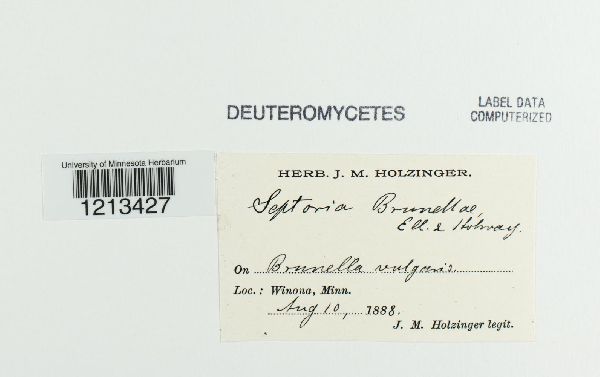 DEUTEROMYCETES
LABEL DATA
COMPUTERIZED
University of Minnesota Herbarium
1213427
HERB. J. M. HOLZINGER.
Septoria Brunellae,
Ell. & Holway.
On Brunella vulgaris.
Loc.: Winona, Minn.
Aug 10, 1888.
J. M. Holzinger legit.